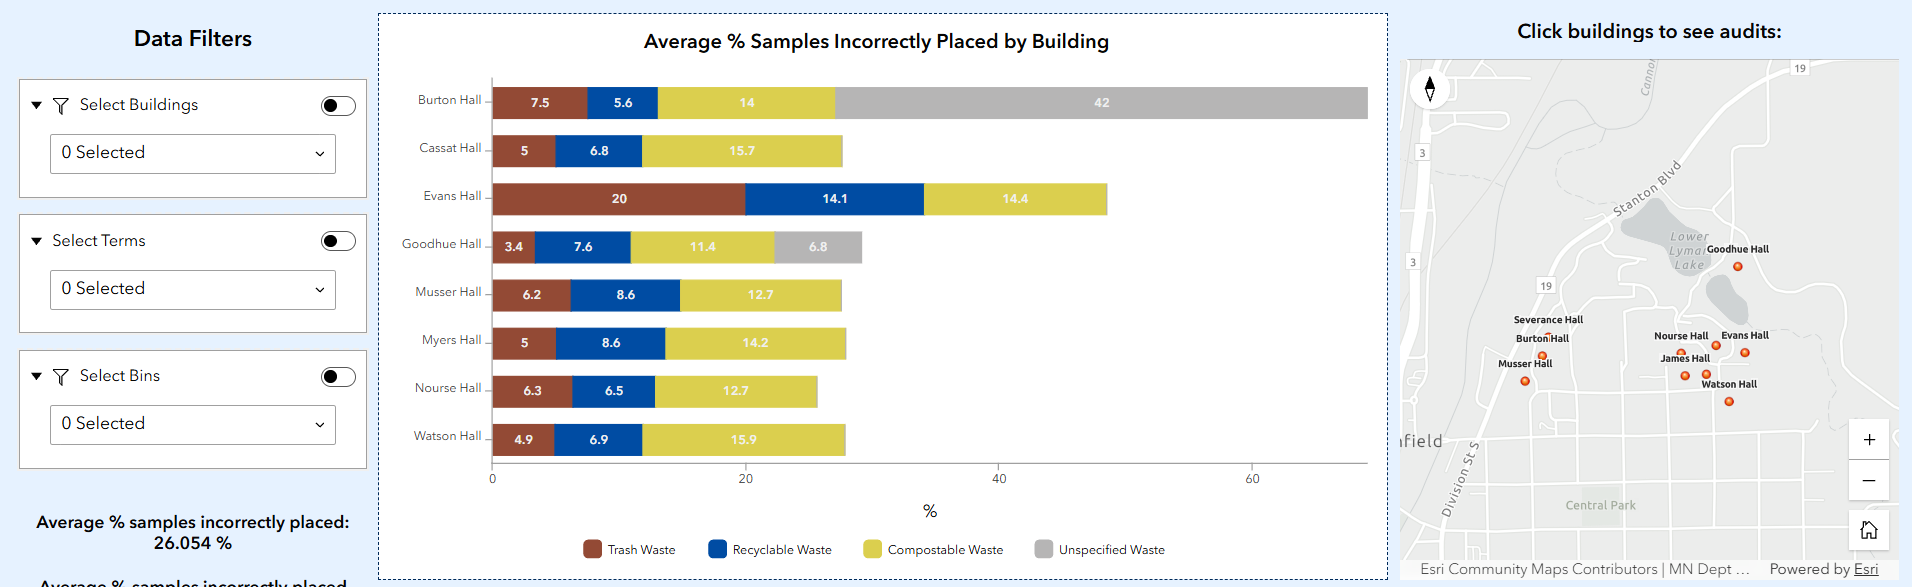 Data Filters
Select Buildings
0 Selected
Select Terms
0 Selected
Select Bins
0 Selected
Average % samples incorrectly placed:
26.054 %
Average % samples incorrectly placed
Average % Samples Incorrectly Placed by Building
Burton Hall 7.5 5.6 14 42
Cassat Hall 5 6.8 15.7
Evans Hall 20 14.1 14.4
Goodhue Hall 3.4 7.6 11.4 6.8
Musser Hall 6.2 8.6 12.7
Myers Hall 5 8.6 14.2
Nourse Hall 6.3 6.5 12.7
Watson Hall 4.9 6.9 15.9
0 20 40 60
%
Trash Waste Recyclable Waste Compostable Waste Unspecified Waste
Click buildings to see audits:
19
3
Stanton Blvd
Lower
Lyman
Lake
Goodhue Hall
3
19
Severance Hall
Burton Hall
Musser Hall
Nourse Hall Evans Hall
James Hall
Watson Hall
nfield
Division St S
Central Park
+
−
Esri Community Maps Contributors | MN Dept ... Powered by Esri